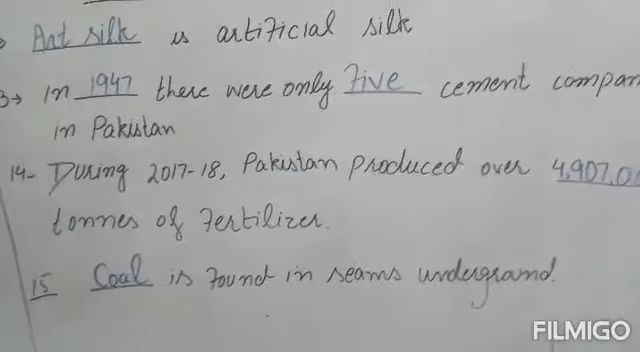 Art silk is artificial silk
3→ In 1947 there were only Five cement compan
in Pakistan
14- During 2017-18, Pakistan produced over 4,907,0
tonnes of Fertilizer.
15 Coal is Found in seams underground.
FILMIGO